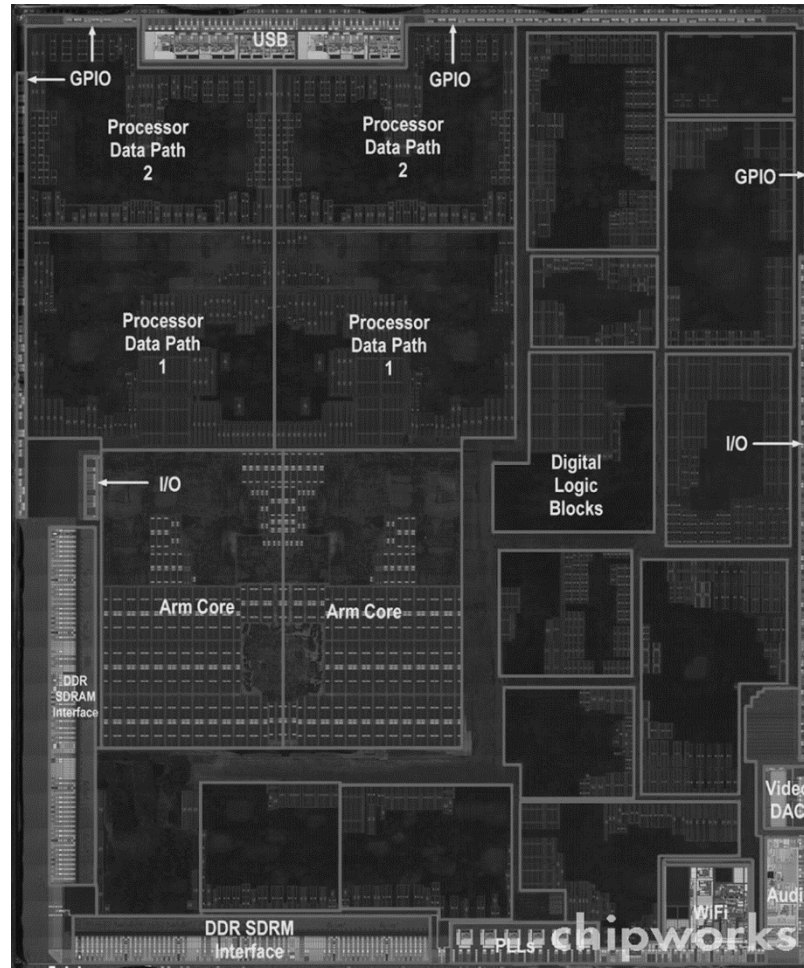 USB
GPIO
GPIO
Processor
Data Path
2
Processor
Data Path
2
GPIO
Processor
Data Path
1
Processor
Data Path
1
I/O
I/O
Digital
Logic
Blocks
Arm Core
Arm Core
DDR
SDRAM
Interface
Video
DAC
DDR SDRM
Interface
PLLs
WiFi
Audi
chipworks